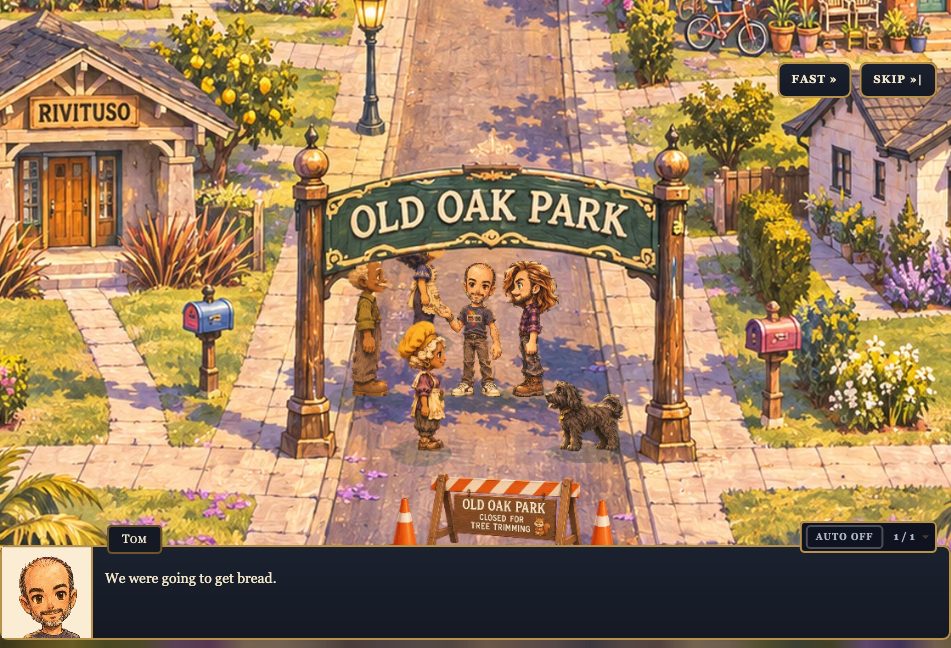 FAST »
SKIP »|
RIVITUSO
OLD OAK PARK
OLD OAK PARK
CLOSED FOR
TREE TRIMMING
TOM
AUTO OFF
1 / 1
We were going to get bread.